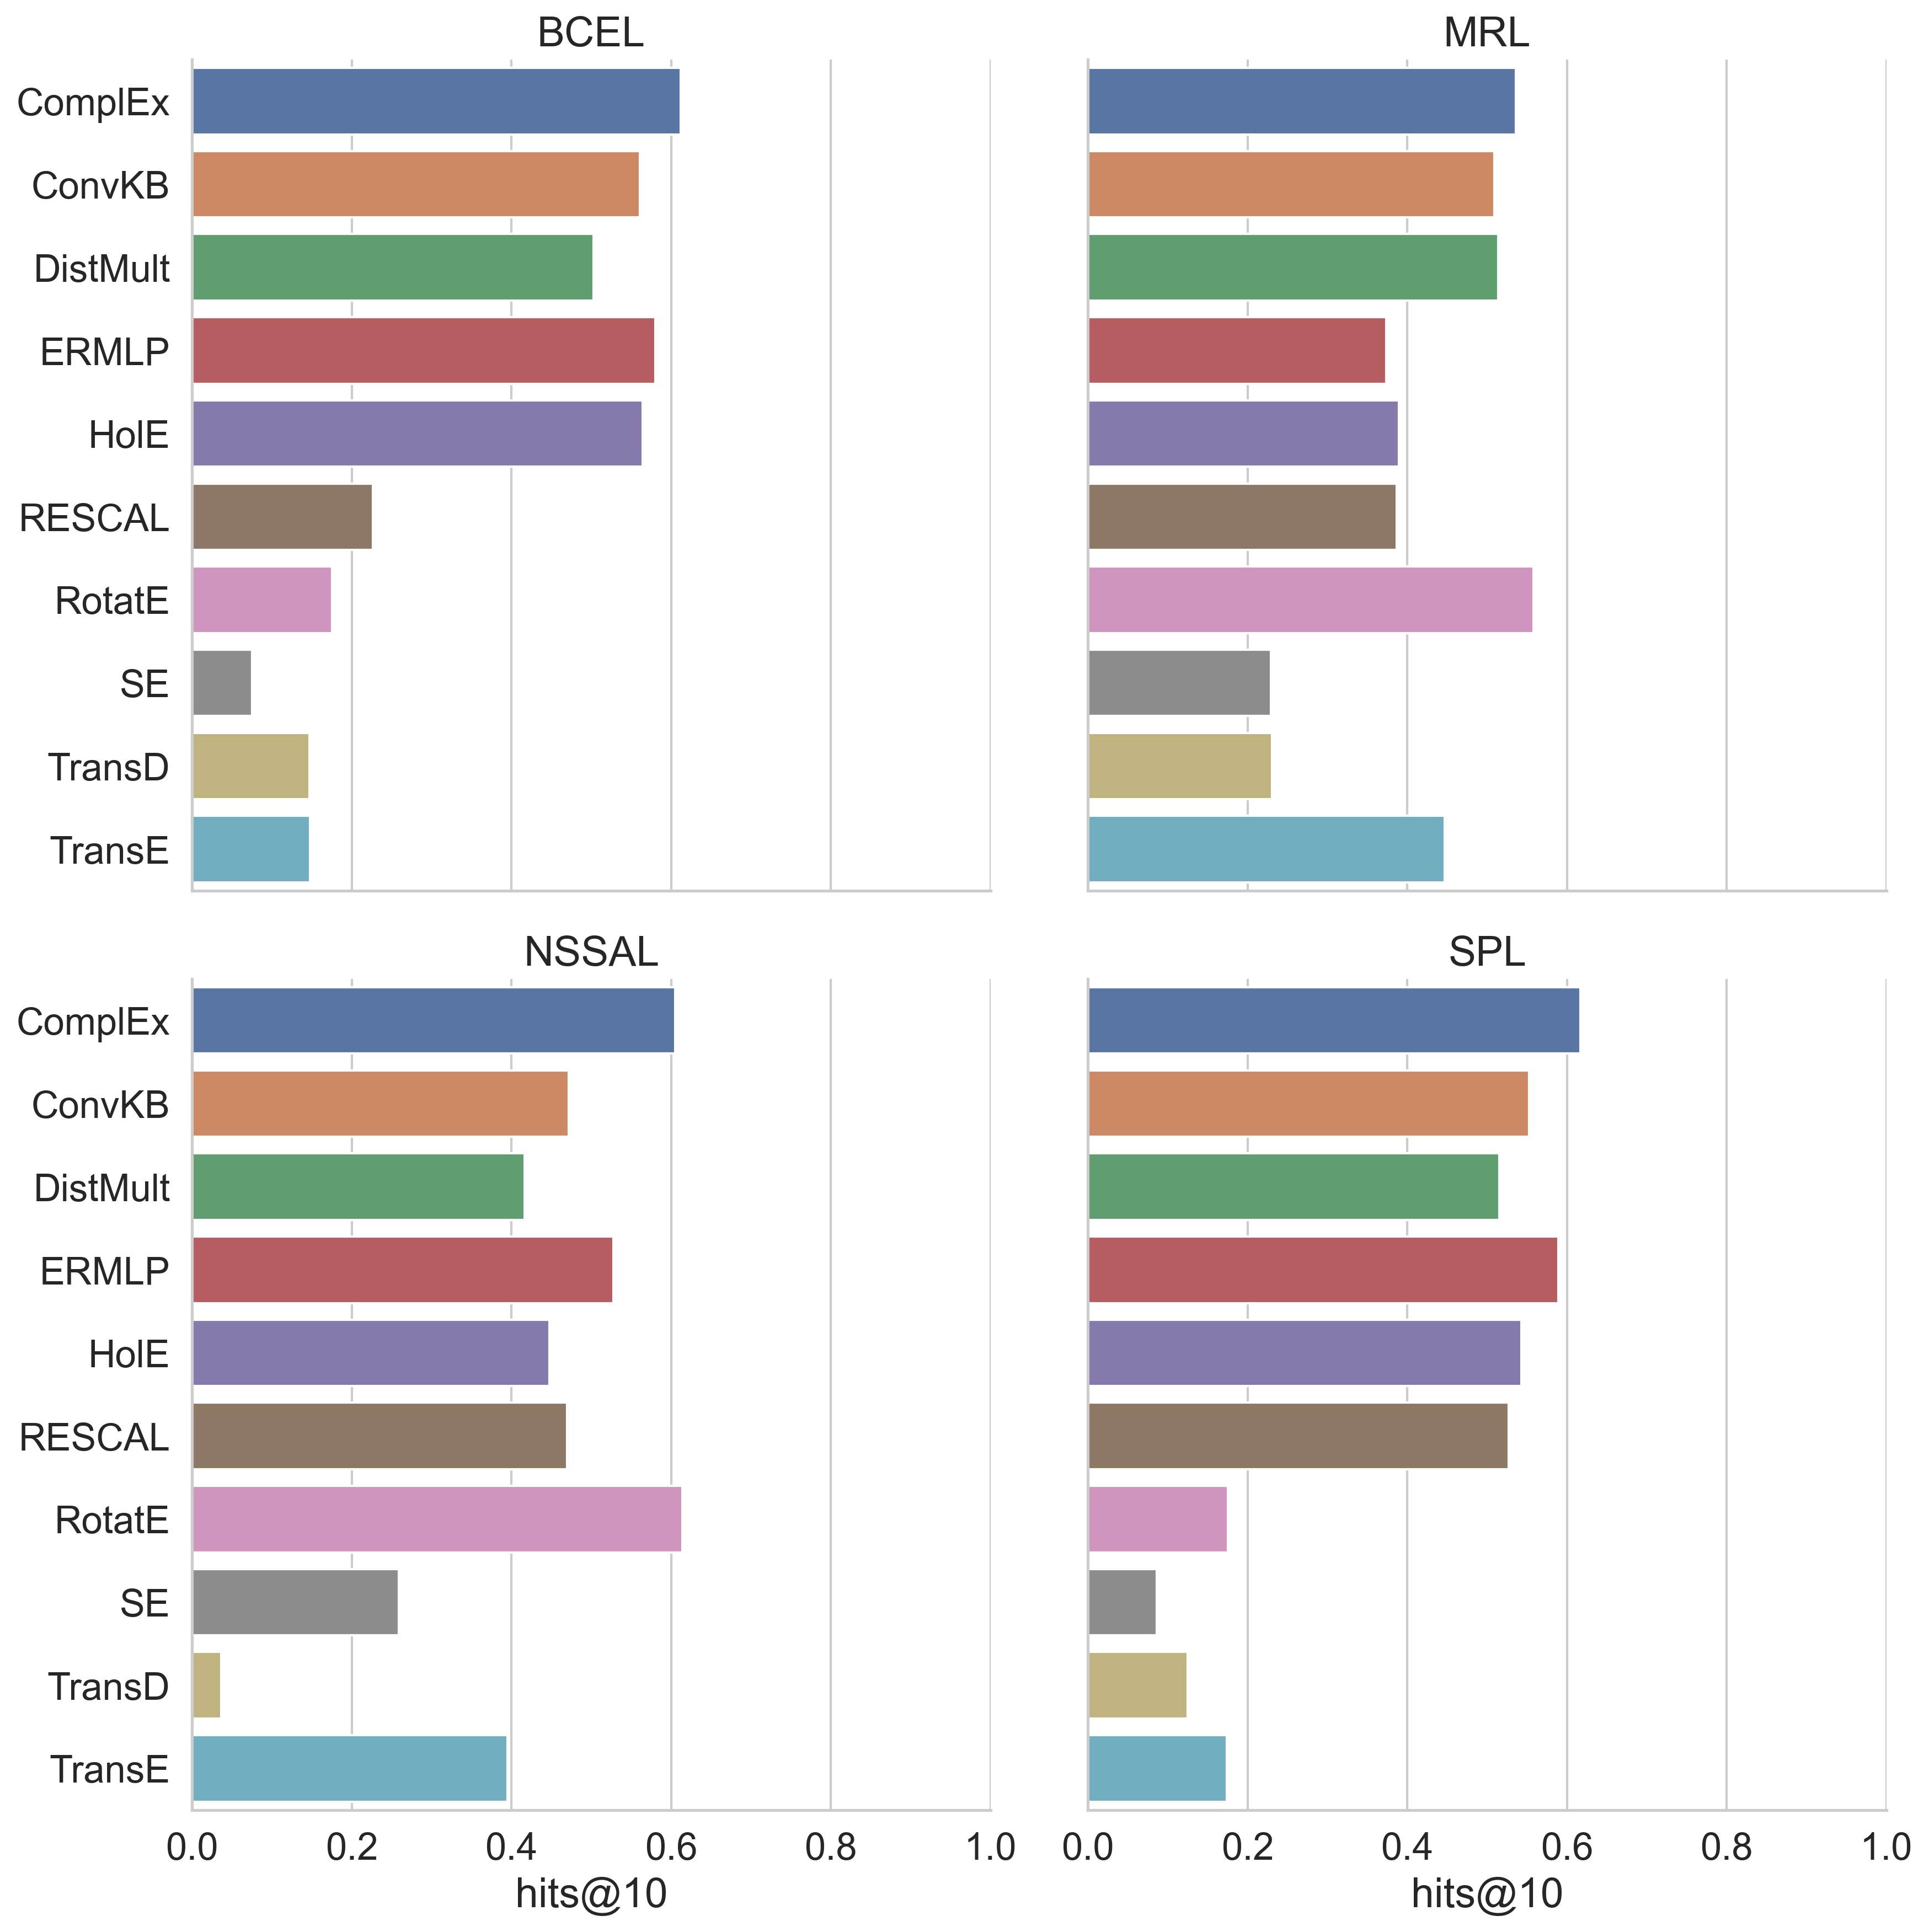 BCEL
MRL
ComplEx
ConvKB
DistMult
ERMLP
HolE
RESCAL
RotatE
SE
TransD
TransE
NSSAL
SPL
ComplEx
ConvKB
DistMult
ERMLP
HolE
RESCAL
RotatE
SE
TransD
TransE
0.0 0.2 0.4 0.6 0.8 1.0
0.0 0.2 0.4 0.6 0.8 1.0
hits@10
hits@10